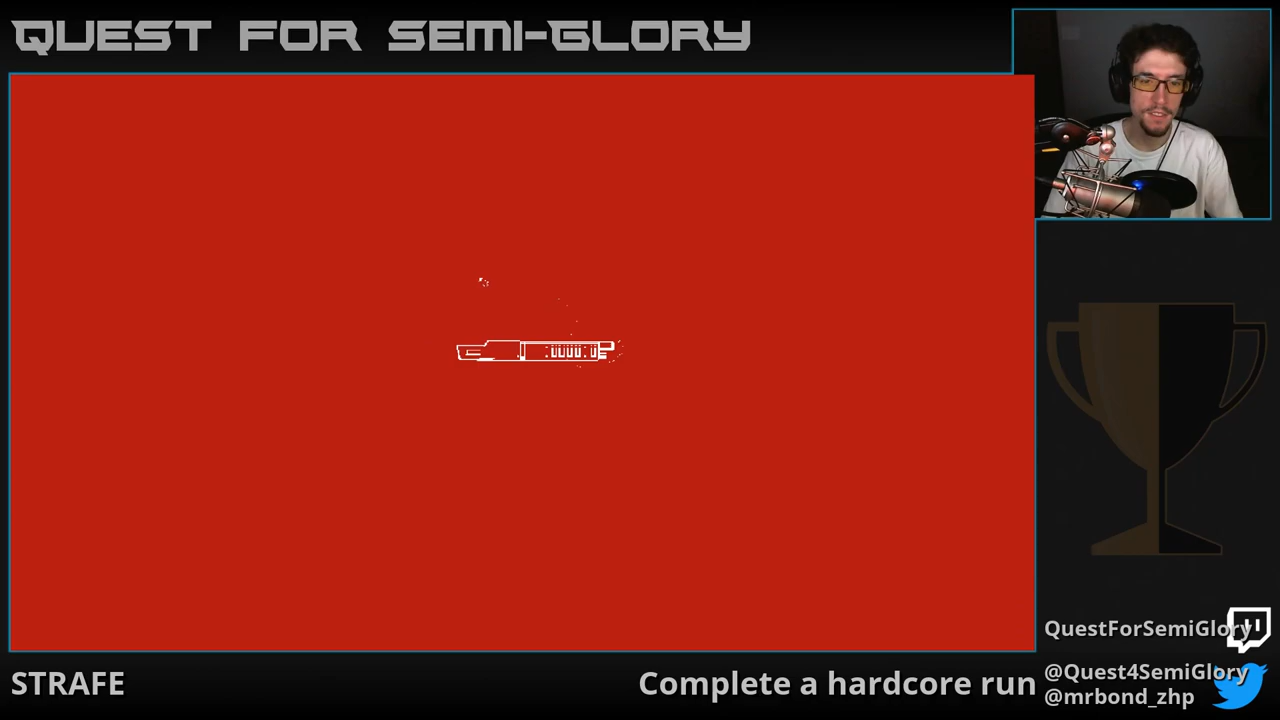 QUEST FOR SEMI-GLORY
QuestForSemiGlory
@Quest4SemiGlory
@mrbond_zhp
STRAFE
Complete a hardcore run